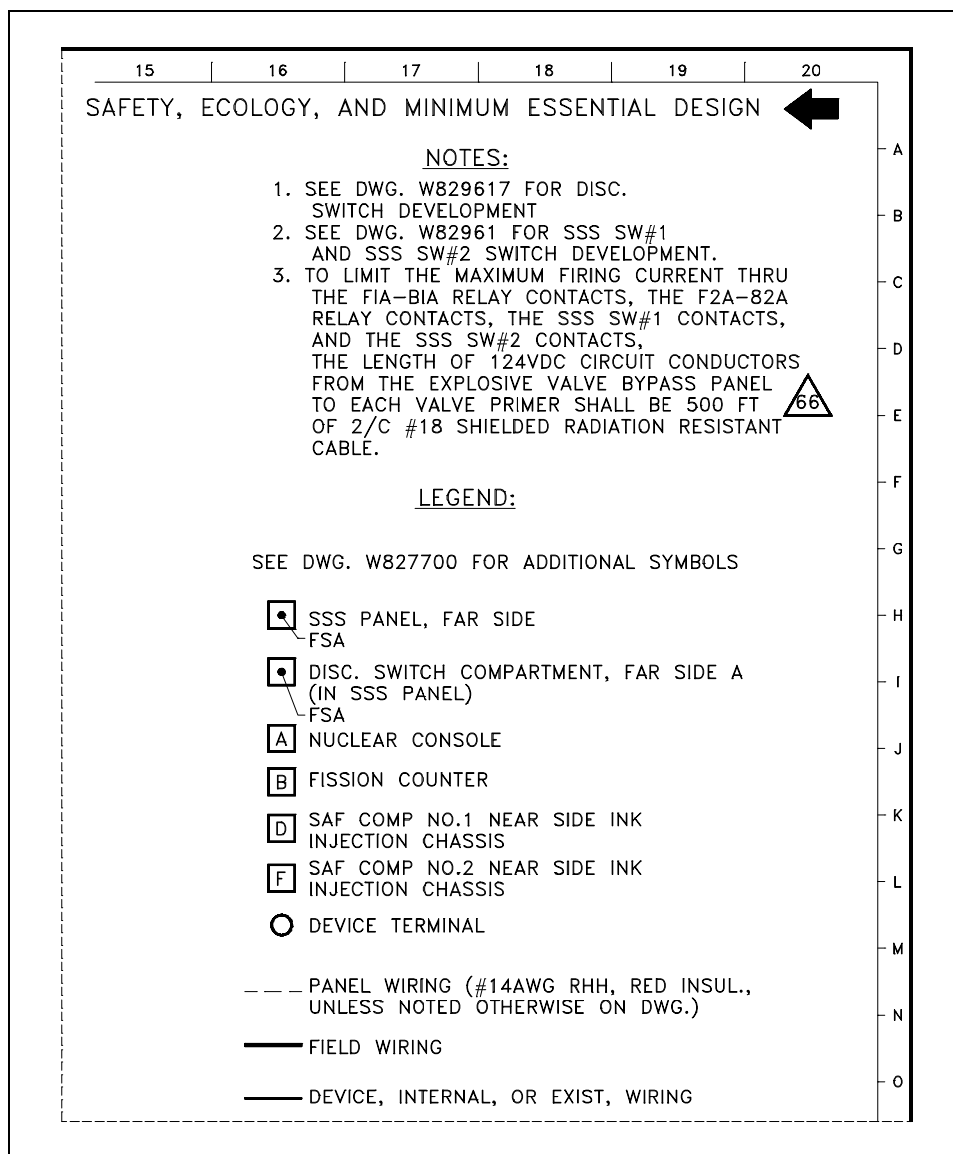 15 16 17 18 19 20
SAFETY, ECOLOGY, AND MINIMUM ESSENTIAL DESIGN
A
NOTES:
1. SEE DWG. W829617 FOR DISC.
SWITCH DEVELOPMENT
B
2. SEE DWG. W82961 FOR SSS SW#1
AND SSS SW#2 SWITCH DEVELOPMENT.
3. TO LIMIT THE MAXIMUM FIRING CURRENT THRU
C
THE FIA-BIA RELAY CONTACTS, THE F2A-82A
RELAY CONTACTS, THE SSS SW#1 CONTACTS,
AND THE SSS SW#2 CONTACTS,
D
THE LENGTH OF 124VDC CIRCUIT CONDUCTORS
FROM THE EXPLOSIVE VALVE BYPASS PANEL
TO EACH VALVE PRIMER SHALL BE 500 FT
66
E
OF 2/C #18 SHIELDED RADIATION RESISTANT
CABLE.
F
LEGEND:
G
SEE DWG. W827700 FOR ADDITIONAL SYMBOLS
H
SSS PANEL, FAR SIDE
FSA
DISC. SWITCH COMPARTMENT, FAR SIDE A
I
(IN SSS PANEL)
FSA
A NUCLEAR CONSOLE
J
B FISSION COUNTER
K
D SAF COMP NO.1 NEAR SIDE INK
INJECTION CHASSIS
F SAF COMP NO.2 NEAR SIDE INK
L
INJECTION CHASSIS
DEVICE TERMINAL
M
PANEL WIRING (#14AWG RHH, RED INSUL.,
UNLESS NOTED OTHERWISE ON DWG.)
N
FIELD WIRING
O
DEVICE, INTERNAL, OR EXIST, WIRING